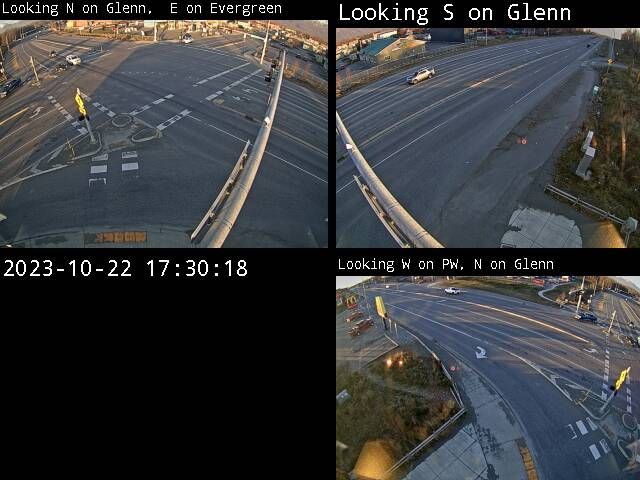 Looking N on Glenn,  E on Evergreen
Looking S on Glenn
2023-10-22 17:30:18
Looking W on PW, N on Glenn